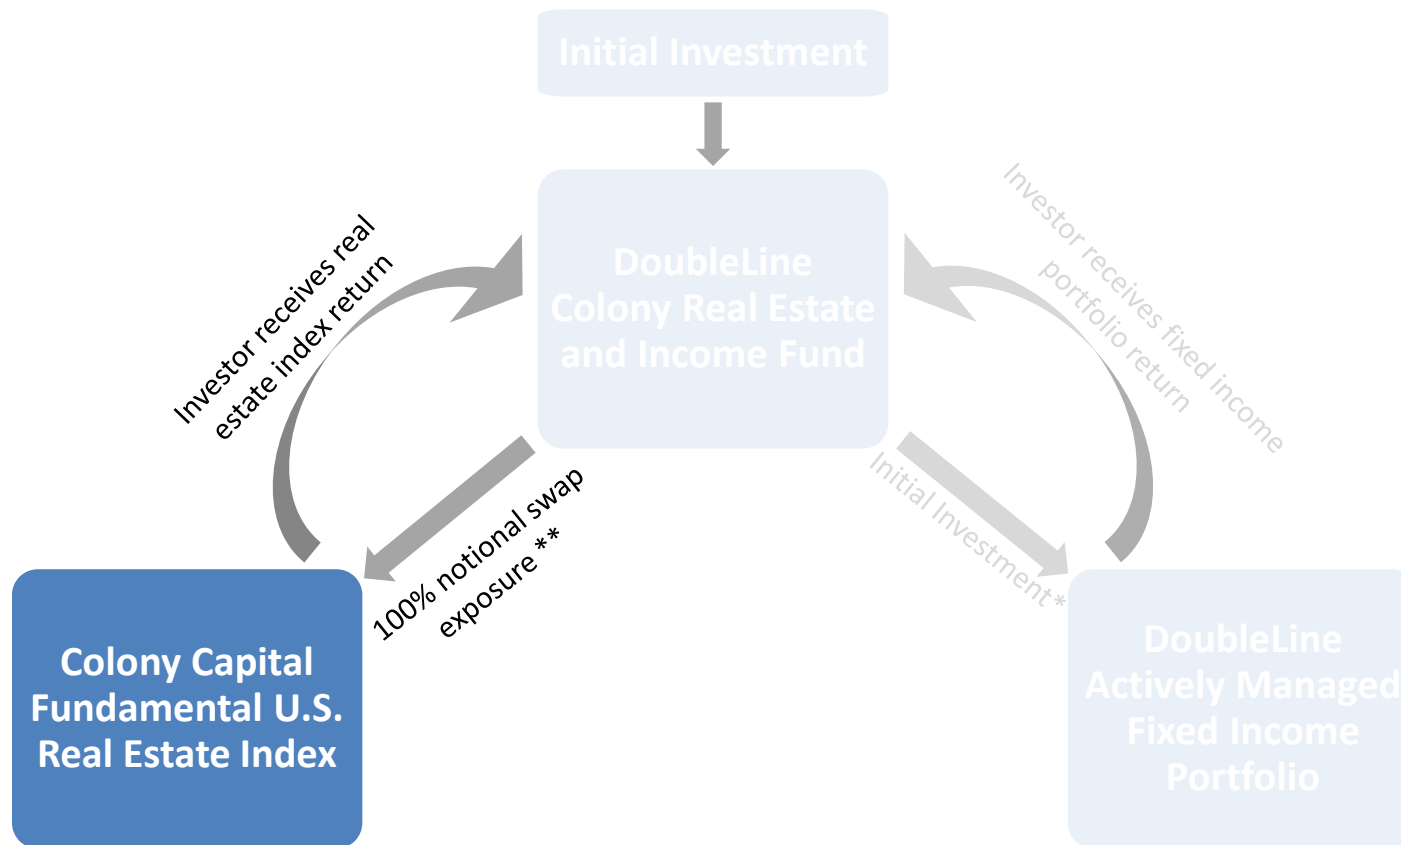 Initial Investment
DoubleLine
Colony Real Estate
and Income Fund
Investor receives real
estate index return
100% notional swap
exposure **
Investor receives fixed income
portfolio return
Initial Investment*
Colony Capital
Fundamental U.S.
Real Estate Index
DoubleLine
Actively Managed
Fixed Income
Portfolio